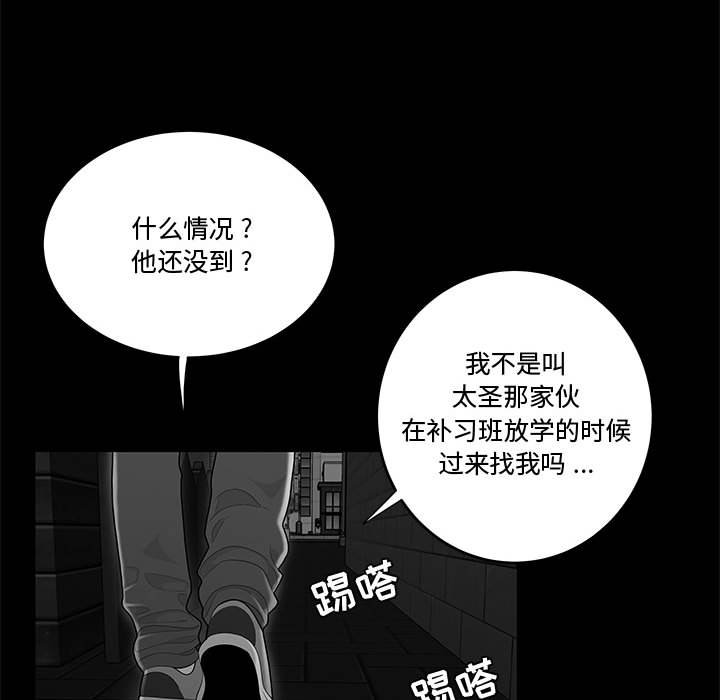 什么情况？
他还没到？
我不是叫
太圣那家伙
在补习班放学的时候
过来找我吗...
踢嗒
踢嗒